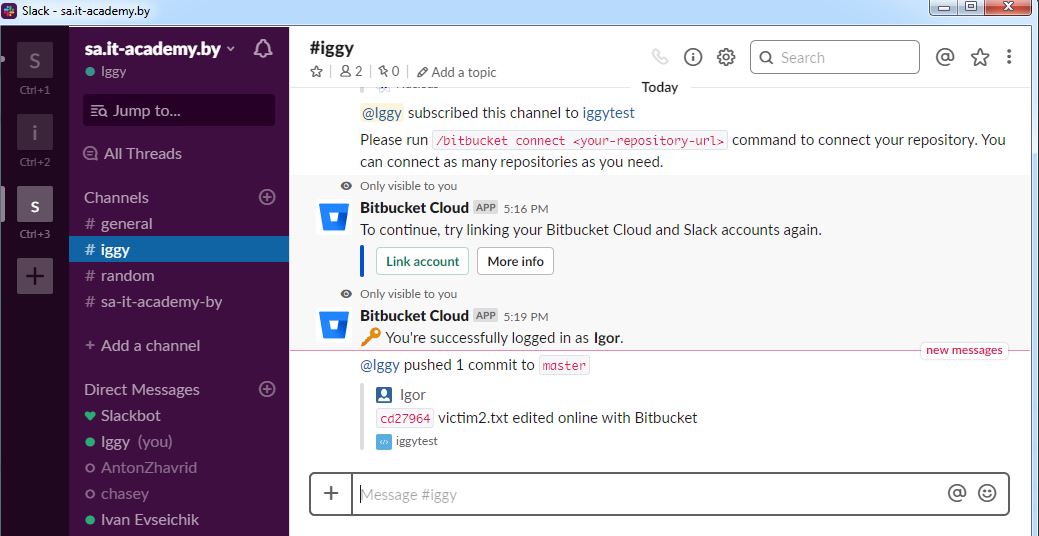 Slack - sa.it-academy.by
S
Ctrl+1
i
Ctrl+2
S
Ctrl+3
sa.it-academy.by
Iggy
Jump to...
All Threads
Channels
# general
# iggy
# random
# sa-it-academy-by
+ Add a channel
Direct Messages
Slackbot
Iggy (you)
AntonZhavrid
chasey
Ivan Evseichik
#iggy
2
0
Add a topic
Search
Today
@Iggy subscribed this channel to iggytest
Please run /bitbucket connect <your-repository-url> command to connect your repository. You
can connect as many repositories as you need.
Only visible to you
Bitbucket Cloud APP 5:16 PM
To continue, try linking your Bitbucket Cloud and Slack accounts again.
Link account More info
Only visible to you
Bitbucket Cloud APP 5:19 PM
You're successfully logged in as Igor.
new messages
@Iggy pushed 1 commit to master
Igor
cd27964 victim2.txt edited online with Bitbucket
iggytest
Message #iggy